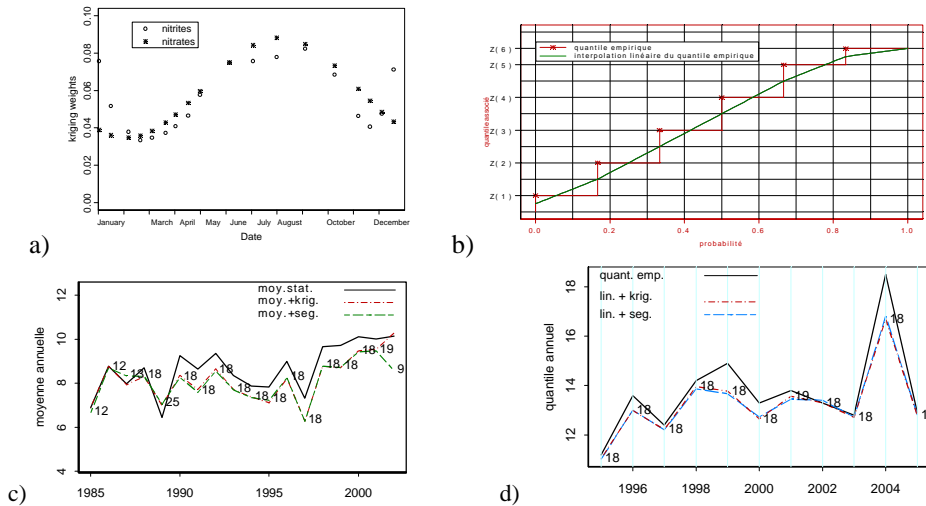 nitrites
nitrates
kriging weights
0.00 0.02 0.04 0.06 0.08 0.10
January March April May June July August October December
Date
a)
quantile empirique
interpolation linéaire du quantile empirique
quantile associé
Z(6)
Z(5)
Z(4)
Z(3)
Z(2)
Z(1)
0.0 0.2 0.4 0.6 0.8 1.0
probabilité
b)
moy.stat.
moy.+krig.
moy.+seg.
moyenne annuelle
4 6 8 10 12
12 12 18 25 18 18 18 18 18 18 18 18 18 18 18 19 9
1985 1990 1995 2000
c)
quant. emp.
lin. + krig.
lin. + seg.
quantile annuel
12 14 16 18
18 18 18 18 18 18 19 18 18 18
1996 1998 2000 2002 2004
d)